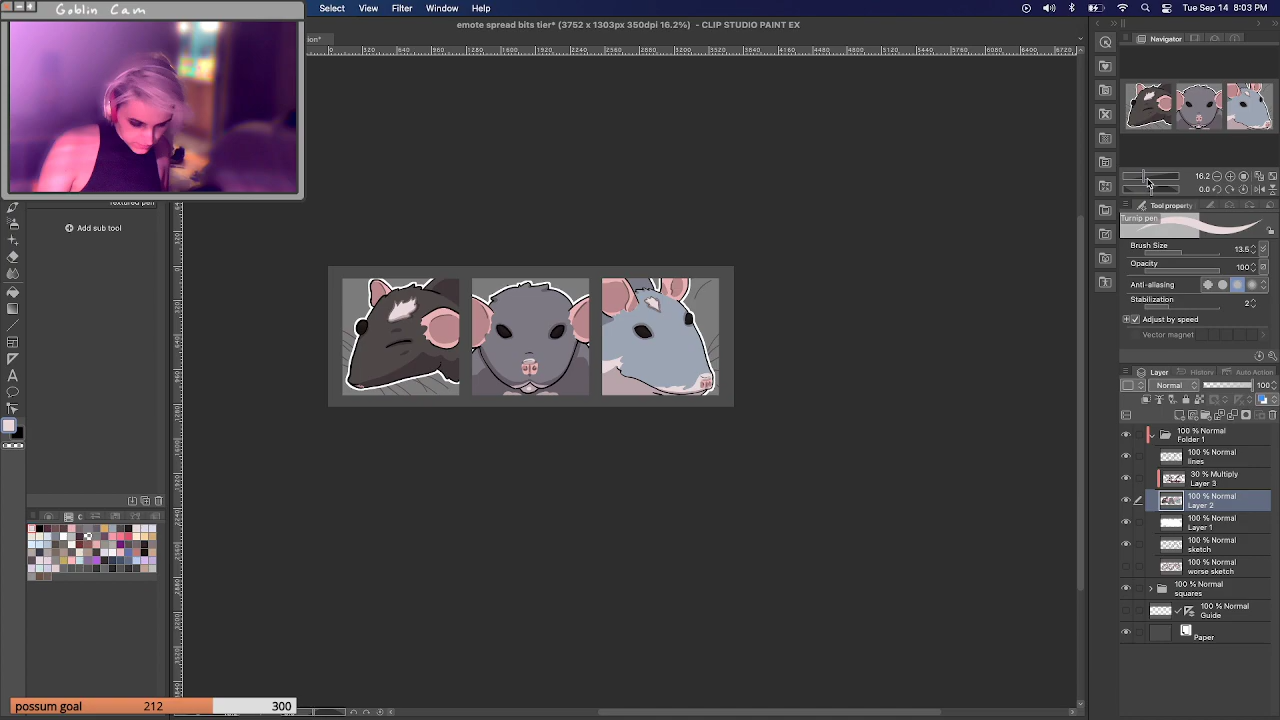 Goblin Cam
Select View Filter Window Help
Tue Sep 14 8:03 PM
emote spread bits tier* (3752 x 1303px 350dpi 16.2%) - CLIP STUDIO PAINT EX
Navigator
16.2
0.0
Tool property
Turnip pen
Brush Size 13.5
Opacity 100
Anti-aliasing
Stabilization 2
Adjust by speed
Vector magnet
Textured pen
Add sub tool
Layer History Auto Action
Normal 100
100 % Normal
Folder 1
100 % Normal
lines
30 % Multiply
Layer 3
100 % Normal
Layer 2
100 % Normal
Layer 1
100 % Normal
sketch
100 % Normal
worse sketch
100 % Normal
squares
100 % Normal
Guide
Paper
possum goal 212 300